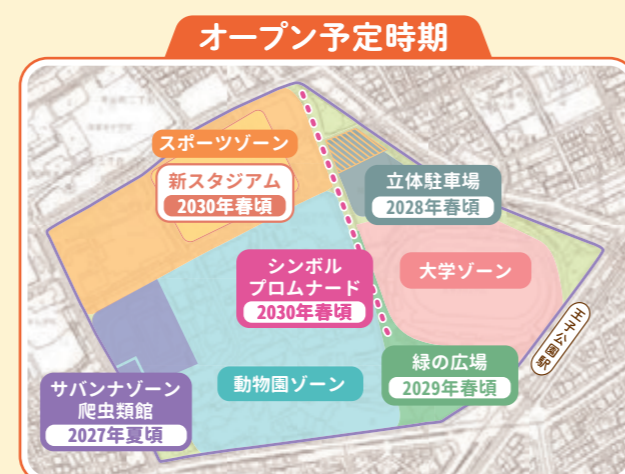 オープン予定時期
スポーツゾーン
新スタジアム
2030年春頃
立体駐車場
2028年春頃
シンボル
プロムナード
2030年春頃
大学ゾーン
王子公園駅
緑の広場
2029年春頃
動物園ゾーン
サバンナゾーン
爬虫類館
2027年夏頃